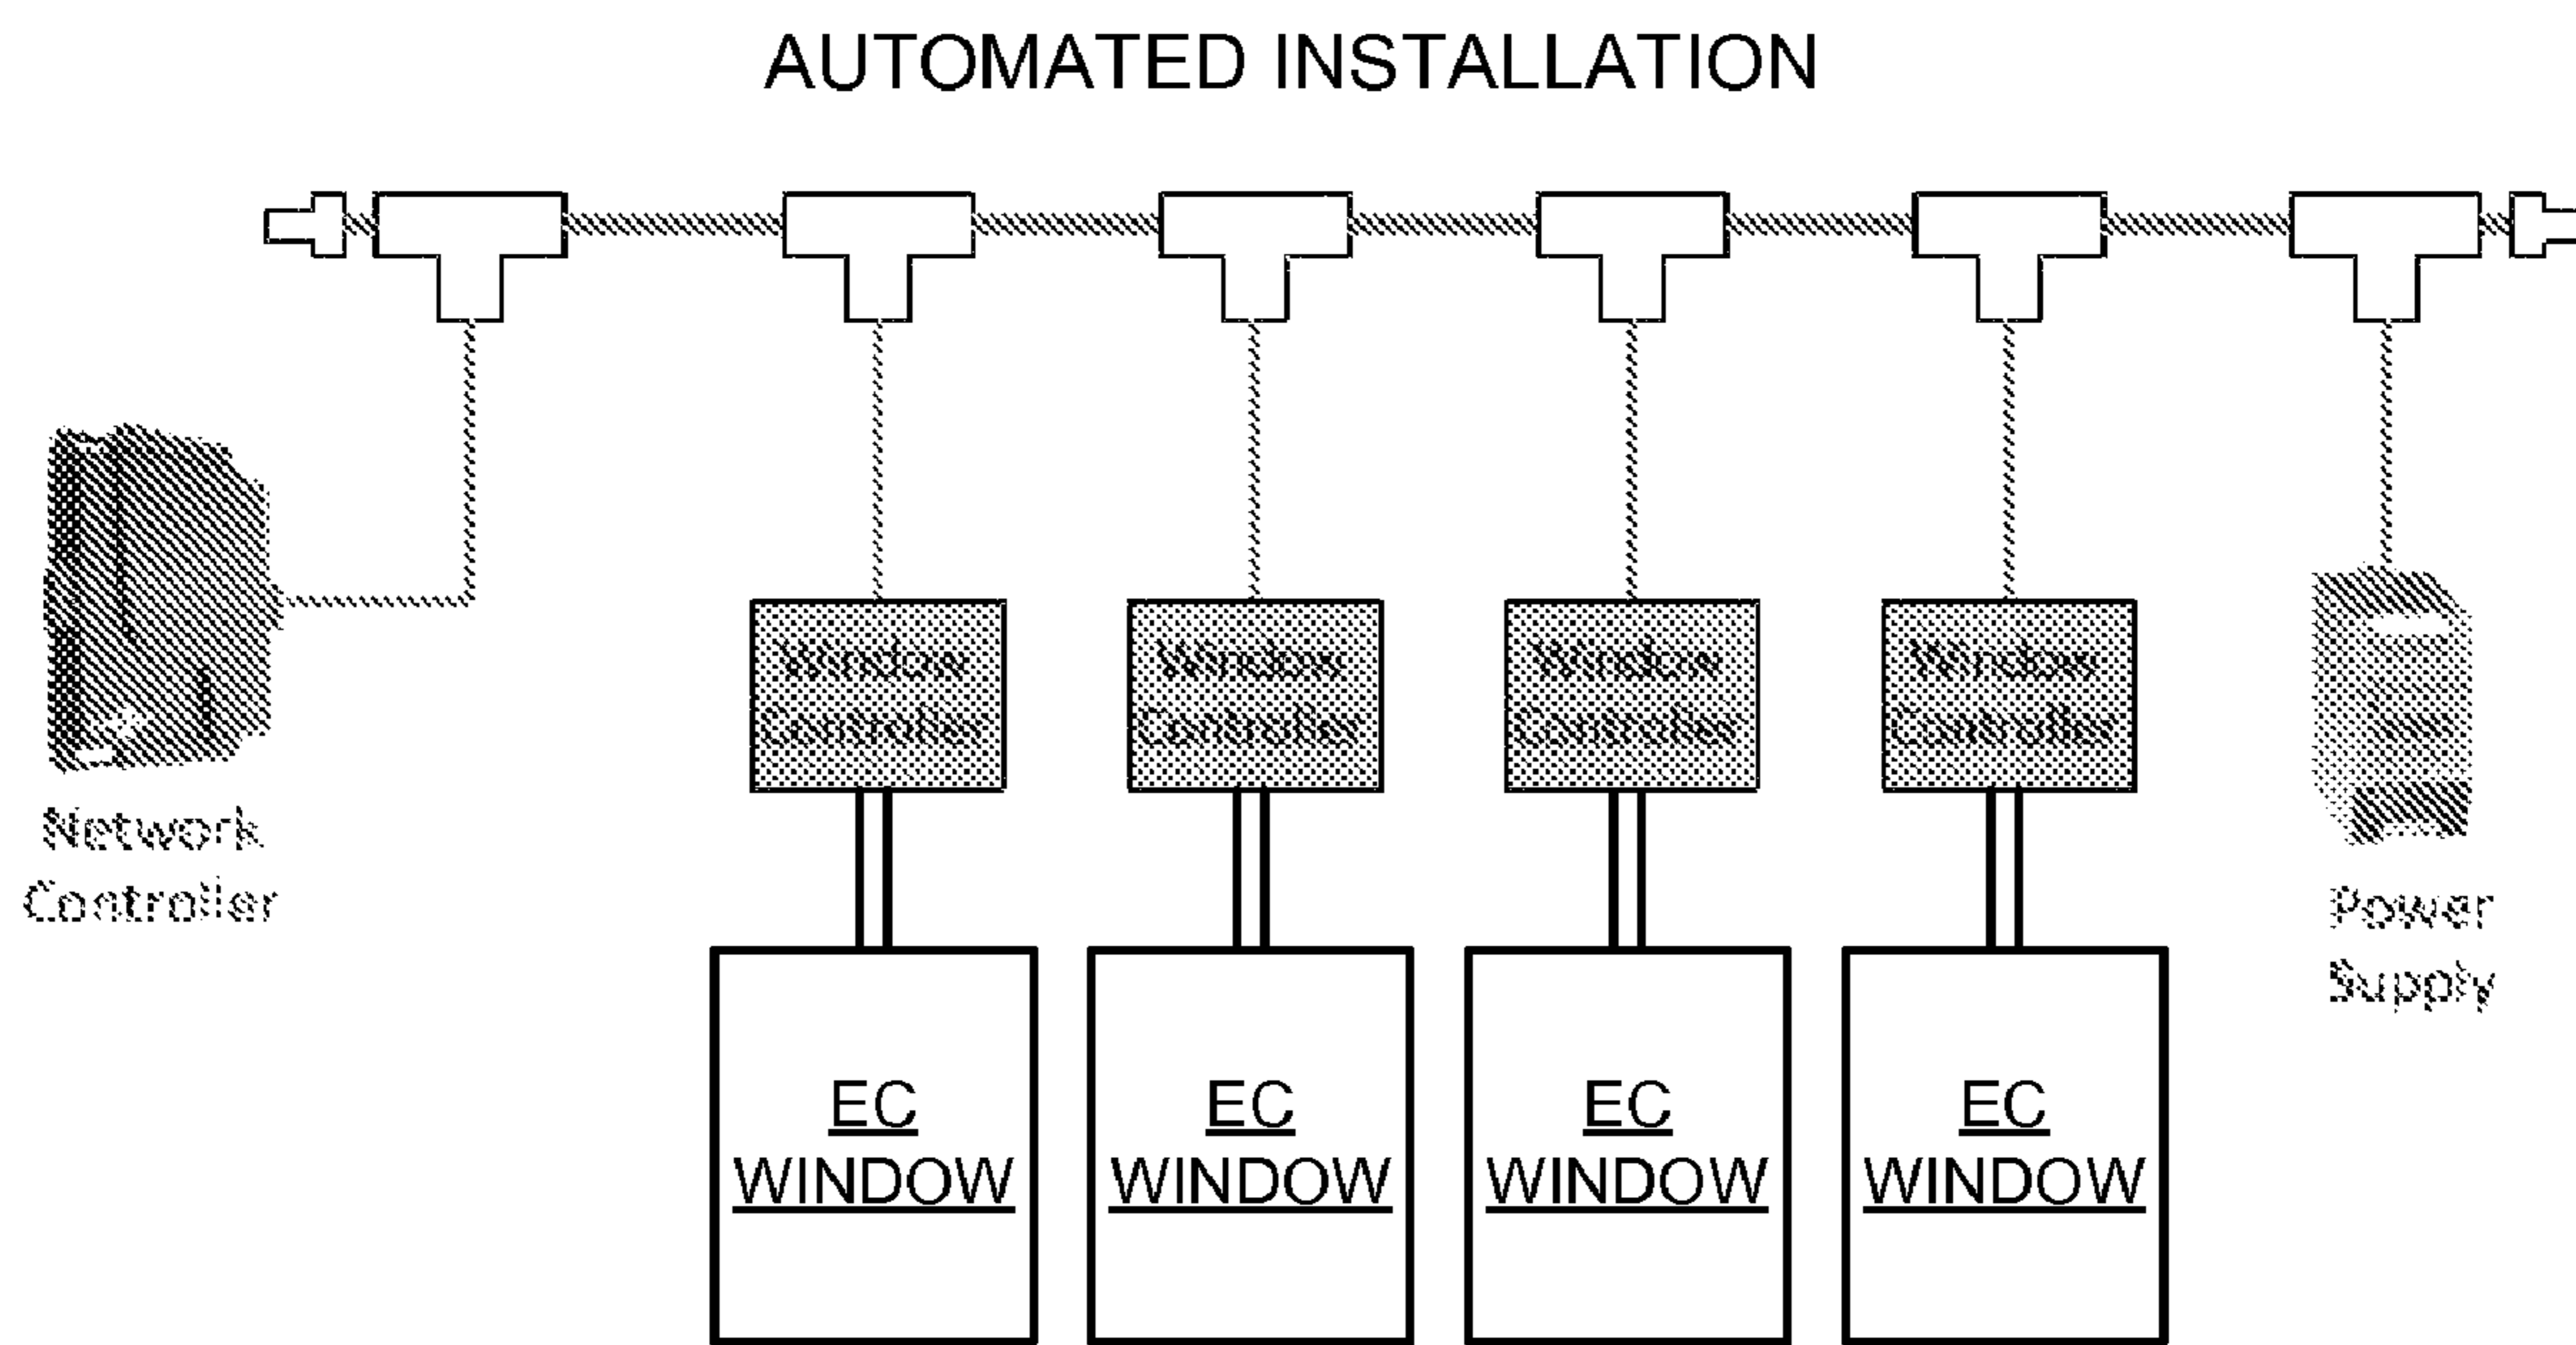 AUTOMATED INSTALLATION
Network
Controller
Window
Controller
Window
Controller
Window
Controller
Window
Controller
Power
Supply
EC
WINDOW
EC
WINDOW
EC
WINDOW
EC
WINDOW